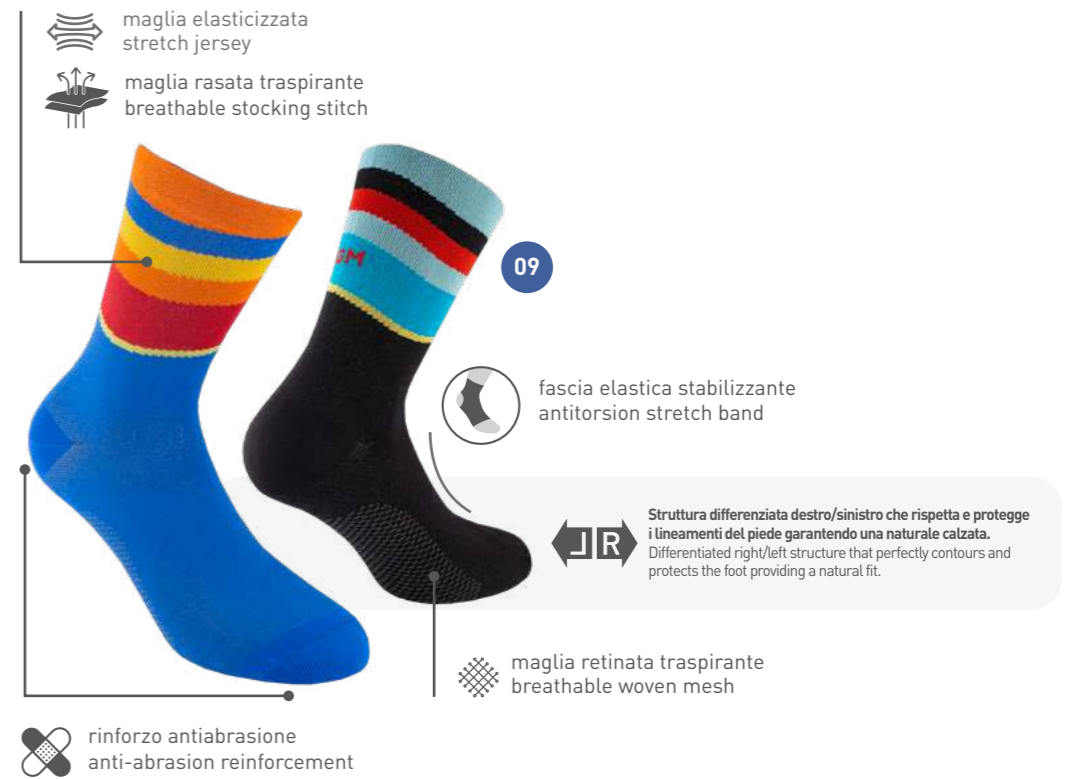 maglia elasticizzata
stretch jersey
maglia rasata traspirante
breathable stocking stitch
GM
09
fascia elastica stabilizzante
antitorsion stretch band
L R
Struttura differenziata destro/sinistro che rispetta e protegge
i lineamenti del piede garantendo una naturale calzata.
Differentiated right/left structure that perfectly contours and
protects the foot providing a natural fit.
maglia retinata traspirante
breathable woven mesh
rinforzo antiabrasione
anti-abrasion reinforcement